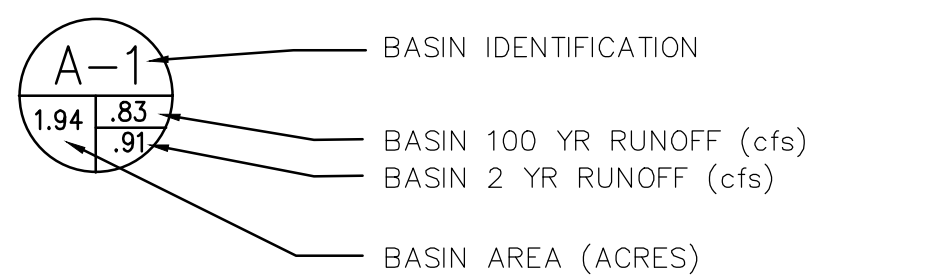 A-1
BASIN IDENTIFICATION
1.94
.83
.91
BASIN 100 YR RUNOFF (cfs)
BASIN 2 YR RUNOFF (cfs)
BASIN AREA (ACRES)